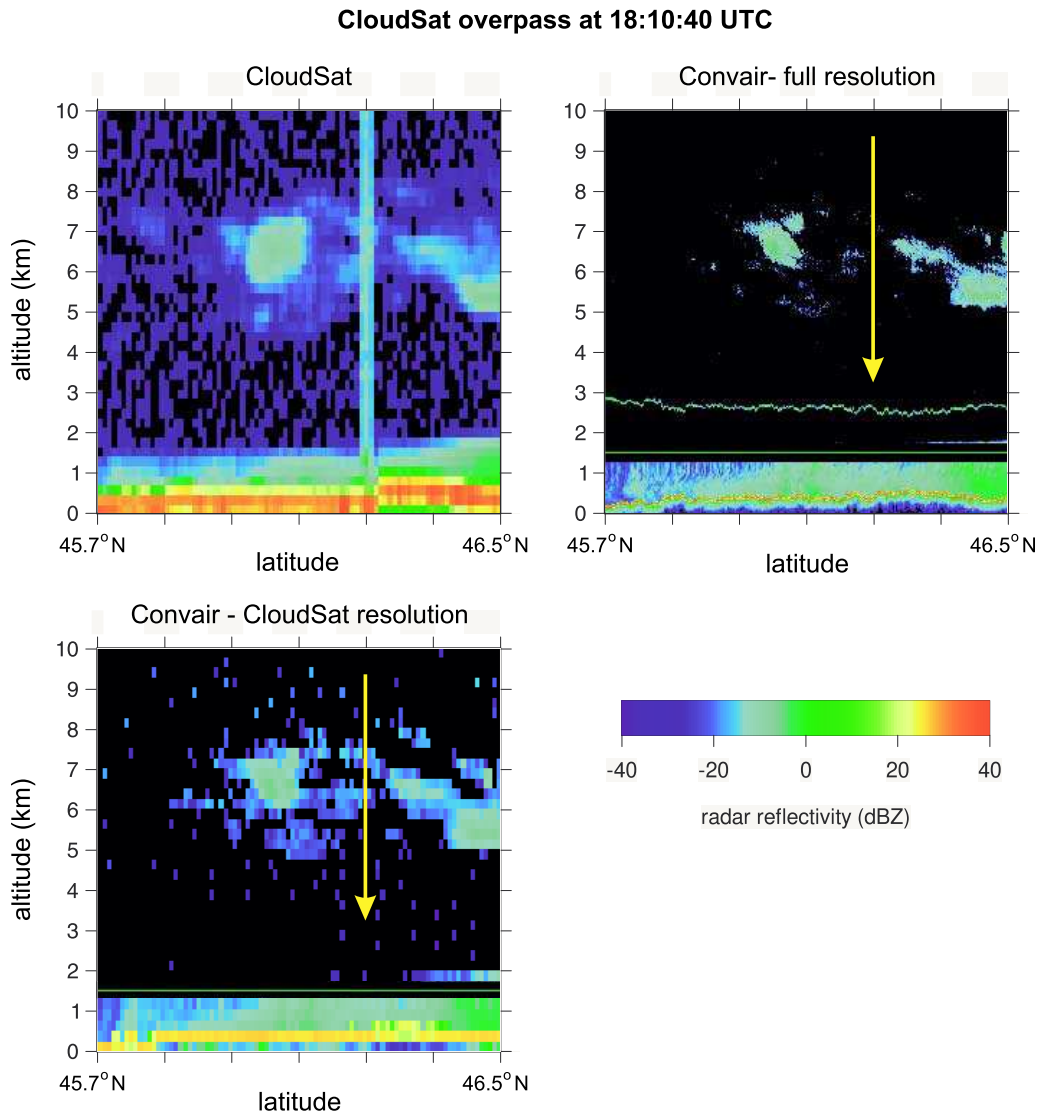 CloudSat overpass at 18:10:40 UTC
CloudSat
10
9
8
7
6
5
4
3
2
1
0
altitude (km)
45.7° N
46.5° N
latitude
Convair- full resolution
10
9
8
7
6
5
4
3
2
1
0
45.7° N
46.5° N
latitude
Convair - CloudSat resolution
10
9
8
7
6
5
4
3
2
1
0
altitude (km)
45.7° N
46.5° N
latitude
-40 -20 0 20 40
radar reflectivity (dBZ)